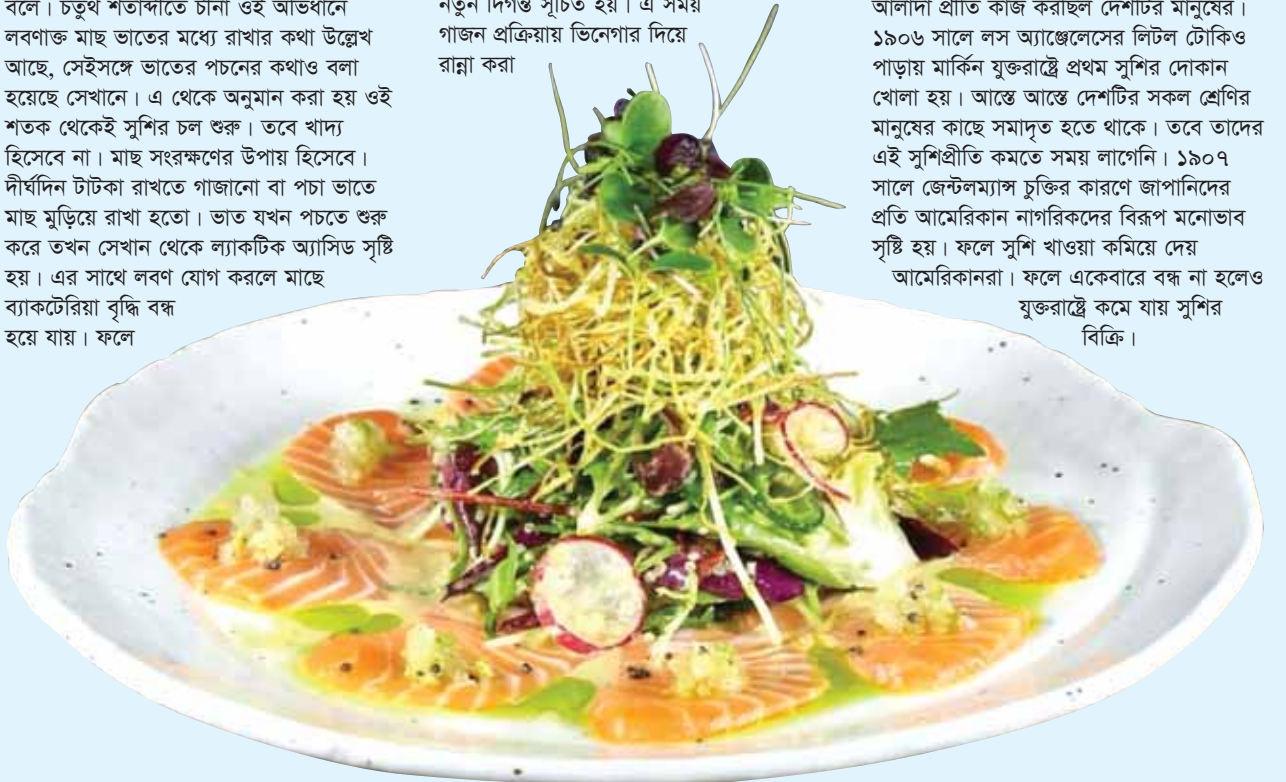 বলে। চতুর্থ শতাব্দীতে চীনা ওই অভিধানে
লবণাক্ত মাছ ভাতের মধ্যে রাখার কথা উল্লেখ
আছে, সেইসঙ্গে ভাতের পচনের কথাও বলা
হয়েছে সেখানে। এ থেকে অনুমান করা হয় ওই
শতক থেকেই সুশির চল শুরু। তবে খাদ্য
হিসেবে না। মাছ সংরক্ষণের উপায় হিসেবে।
দীর্ঘদিন টাটকা রাখতে গাজানো বা পচা ভাতে
মাছ মুড়িয়ে রাখা হতো। ভাত যখন পচতে শুরু
করে তখন সেখান থেকে ল্যাকটিক অ্যাসিড সৃষ্টি
হয়। এর সাথে লবণ যোগ করলে মাছে
ব্যাকটেরিয়া বৃদ্ধি বন্ধ
হয়ে যায়। ফলে
নতুন দিগন্ত সূচিত হয়। এ সময়
গাজন প্রক্রিয়ায় ভিনেগার দিয়ে
রান্না করা
আলাদা প্রীতি কাজ করছিল দেশটির মানুষের।
১৯০৬ সালে লস অ্যাঞ্জেলেসের লিটল টোকিও
পাড়ায় মার্কিন যুক্তরাষ্ট্রে প্রথম সুশির দোকান
খোলা হয়। আস্তে আস্তে দেশটির সকল শ্রেণির
মানুষের কাছে সমাদৃত হতে থাকে। তবে তাদের
এই সুশিপ্রীতি কমতে সময় লাগেনি। ১৯০৭
সালে জেন্টলম্যান্স চুক্তির কারণে জাপানিদের
প্রতি আমেরিকান নাগরিকদের বিরূপ মনোভাব
সৃষ্টি হয়। ফলে সুশি খাওয়া কমিয়ে দেয়
আমেরিকানরা। ফলে একেবারে বন্ধ না হলেও
যুক্তরাষ্ট্রে কমে যায় সুশির
বিক্রি।